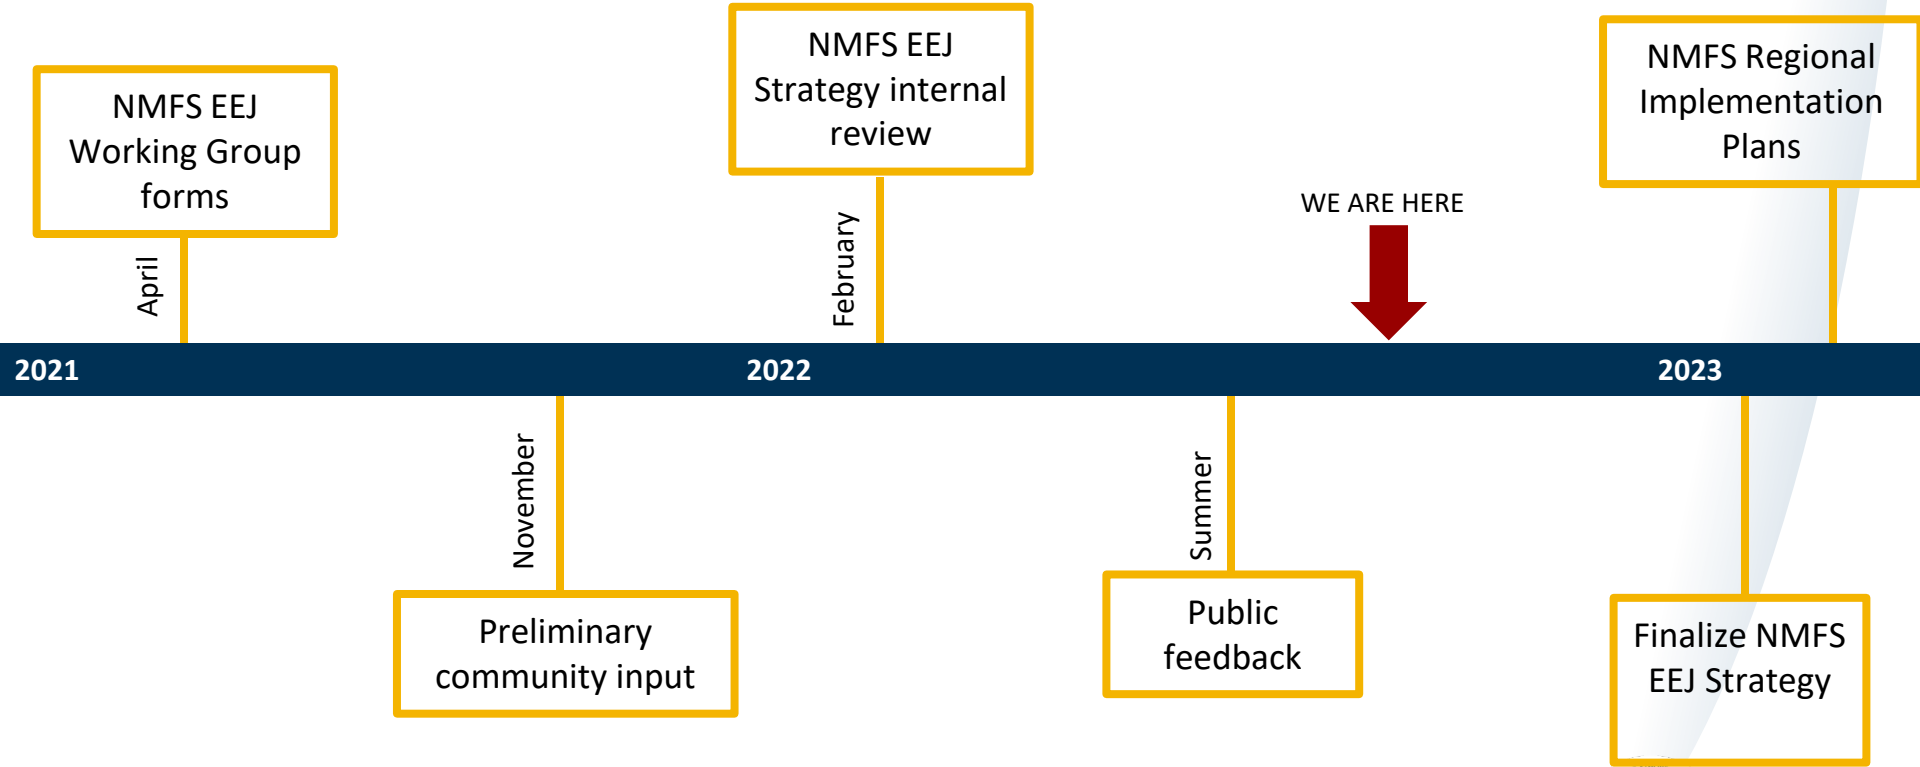 NMFS EEJ
Working Group
forms
NMFS EEJ
Strategy internal
review
NMFS Regional
Implementation
Plans
WE ARE HERE
April
February
2021
2022
2023
November
Summer
Preliminary
community input
Public
feedback
Finalize NMFS
EEJ Strategy